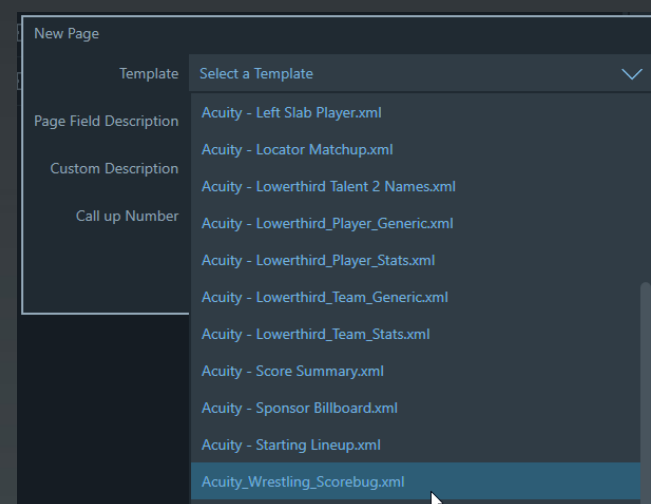 New Page
Template
Select a Template
Page Field Description
Custom Description
Call up Number
Acuity - Left Slab Player.xml
Acuity - Locator Matchup.xml
Acuity - Lowerthird Talent 2 Names.xml
Acuity - Lowerthird_Player_Generic.xml
Acuity - Lowerthird_Player_Stats.xml
Acuity - Lowerthird_Team_Generic.xml
Acuity - Lowerthird_Team_Stats.xml
Acuity - Score Summary.xml
Acuity - Sponsor Billboard.xml
Acuity - Starting Lineup.xml
Acuity_Wrestling_Scorebug.xml